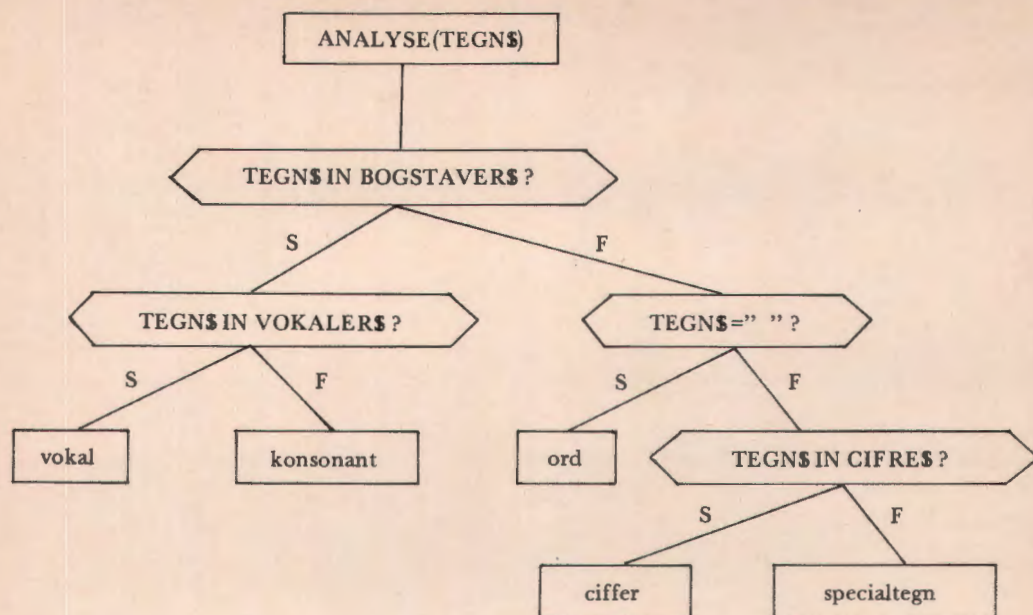 ANALYSE(TEGN$)
TEGN$ IN BOGSTAVER$ ?
S
F
TEGN$ IN VOKALER$ ?
TEGN$=" " ?
S
F
S
F
vokal
konsonant
ord
TEGN$ IN CIFRE$ ?
S
F
ciffer
specialtegn